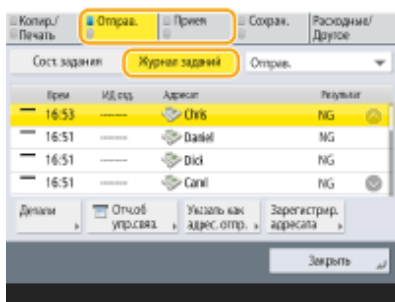 Копир./ Печать
Отправ.
Прием
Сохран.
Расходные/ Другое
Сост. задания
Журнал заданий
Отправ.
Врем
ИД отд.
Адресат
Результат
16:53 ------- Chris NG
16:51 ------- Daniel NG
16:51 ------- Dici NG
16:51 ------- Carol NG
Детали
Отч.об упр.связ.
Указать как адрес. отпр.
Зарегистрир. адресата
Закрыть